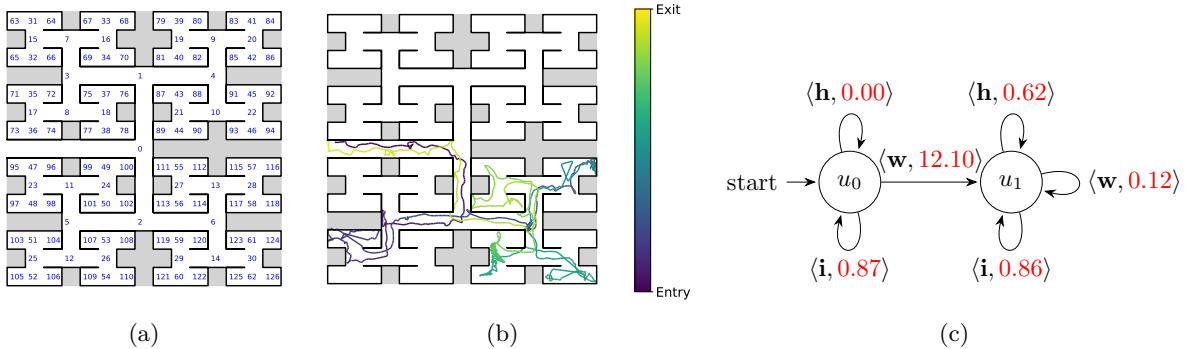 63 31 64 67 33 68 79 39 80 83 41 84
15 7 16 19 9 20
65 32 66 69 34 70 81 40 82 85 42 86
3 1 4
71 35 72 75 37 76 87 43 88 91 45 92
17 8 18 21 10 22
73 36 74 77 38 78 89 44 90 93 46 94
0
95 47 96 99 49 100 111 55 112 115 57 116
23 11 24 27 13 28
97 48 98 101 50 102 113 56 114 117 58 118
5 2 6
103 51 104 107 53 108 119 59 120 123 61 124
25 12 26 29 14 30
105 52 106 109 54 110 121 60 122 125 62 126
(a)
Exit
Entry
(b)
⟨h, 0.00⟩ ⟨h, 0.62⟩
⟨w, 12.10⟩
start u₀ u₁ ⟨w, 0.12⟩
⟨i, 0.87⟩ ⟨i, 0.86⟩
(c)